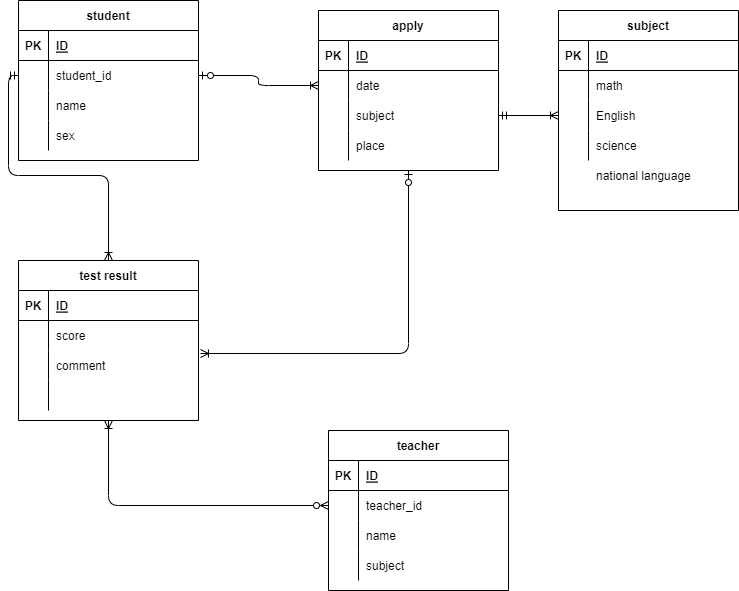 student
PK ID
student_id
name
sex
apply
PK ID
date
subject
place
subject
PK ID
math
English
science
national language
test result
PK ID
score
comment
teacher
PK ID
teacher_id
name
subject